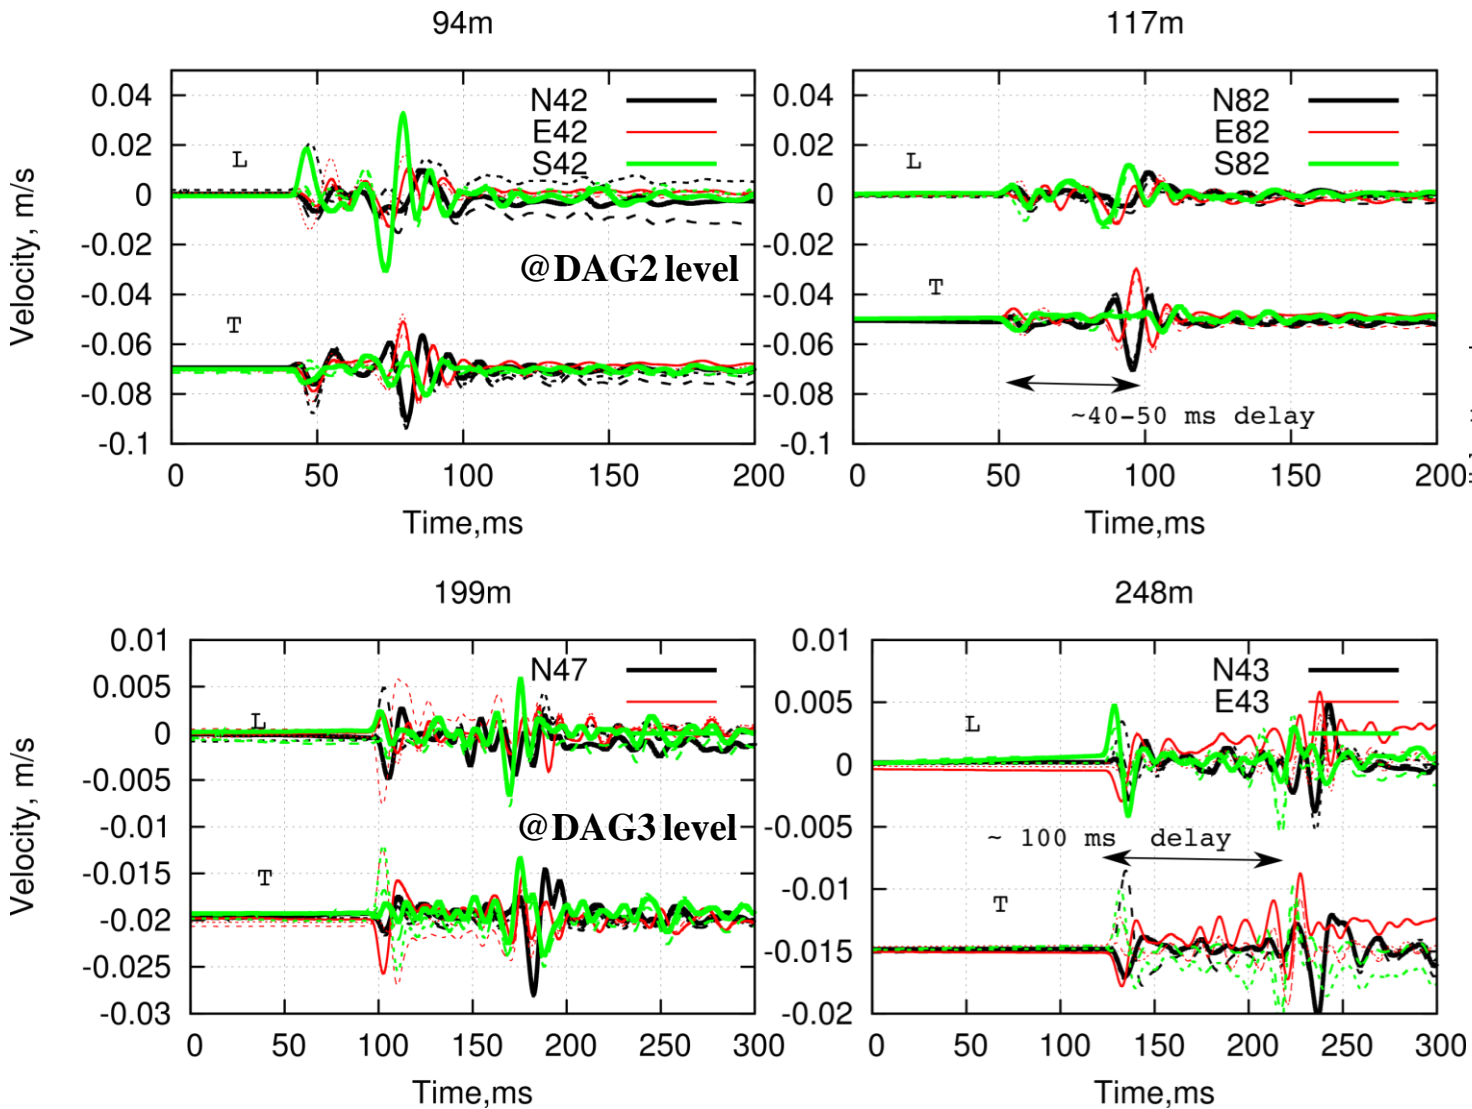 94m
0.04
0.02
0
-0.02
-0.04
-0.06
-0.08
-0.1
0
50
100
150
200
Velocity, m/s
Time,ms
L
T
N42
E42
S42
@DAG2 level
117m
0.04
0.02
0
-0.02
-0.04
-0.06
-0.08
-0.1
0
50
100
150
200
Time,ms
L
T
N82
E82
S82
~40-50 ms delay
199m
0.01
0.005
0
-0.005
-0.01
-0.015
-0.02
-0.025
-0.03
0
50
100
150
200
250
300
Velocity, m/s
Time,ms
L
T
N47
@DAG3 level
248m
0.01
0.005
0
-0.005
-0.01
-0.015
-0.02
0
50
100
150
200
250
300
Time,ms
L
T
N43
E43
~ 100 ms delay